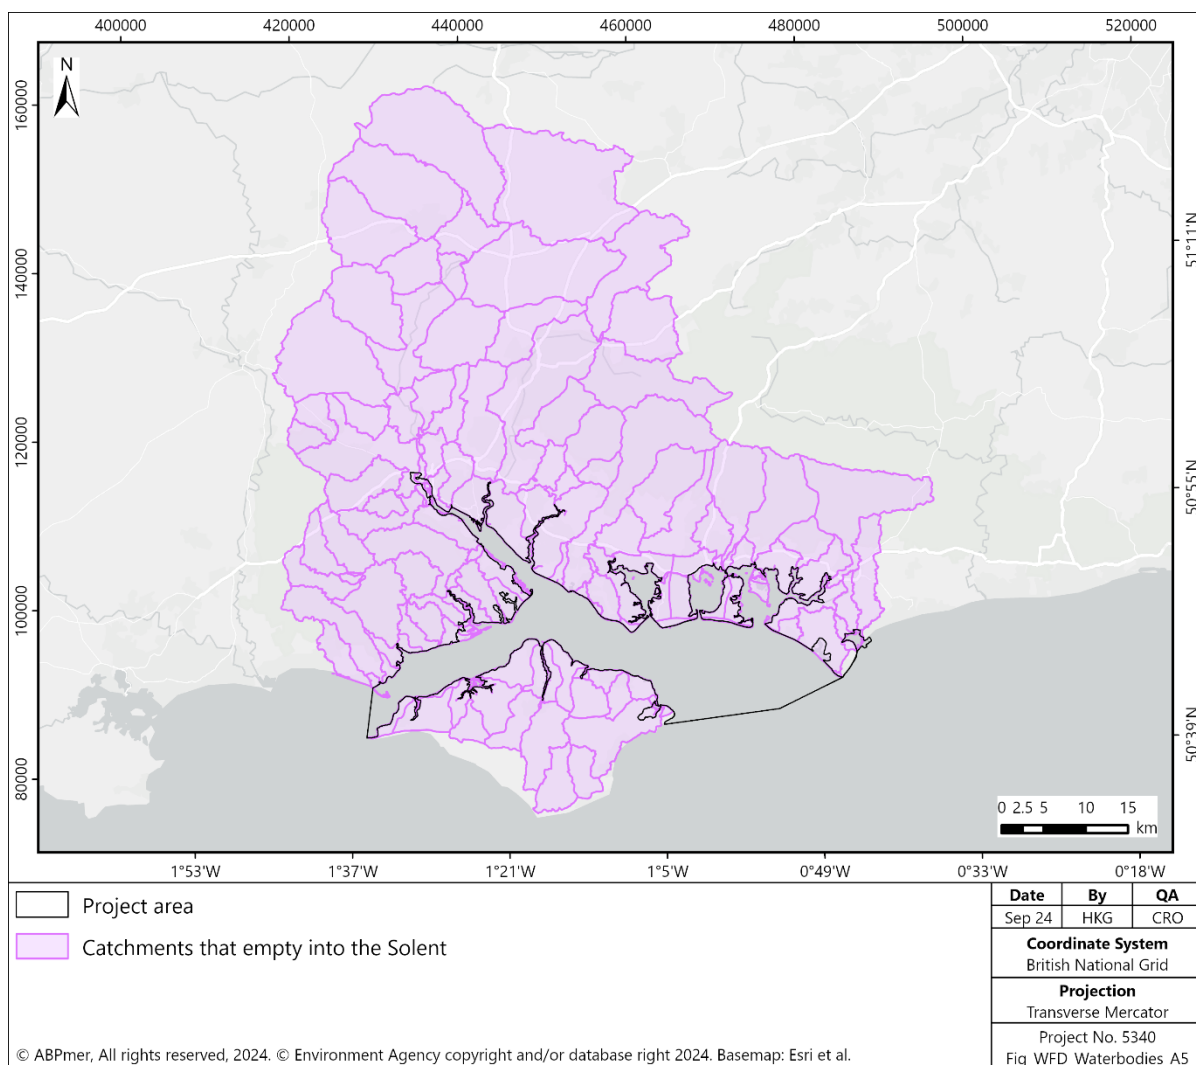 400000 420000 440000 460000 480000 500000 520000
N
160000
140000
120000
100000
80000
51°11'N
50°55'N
50°39'N
0 2.5 5 10 15
km
1°53'W 1°37'W 1°21'W 1°5'W 0°49'W 0°33'W 0°18'W
Project area
Catchments that empty into the Solent
Date By QA
Sep 24 HKG CRO
Coordinate System
British National Grid
Projection
Transverse Mercator
Project No. 5340
Fig_WFD_Waterbodies_A5
© ABPmer, All rights reserved, 2024. © Environment Agency copyright and/or database right 2024. Basemap: Esri et al.